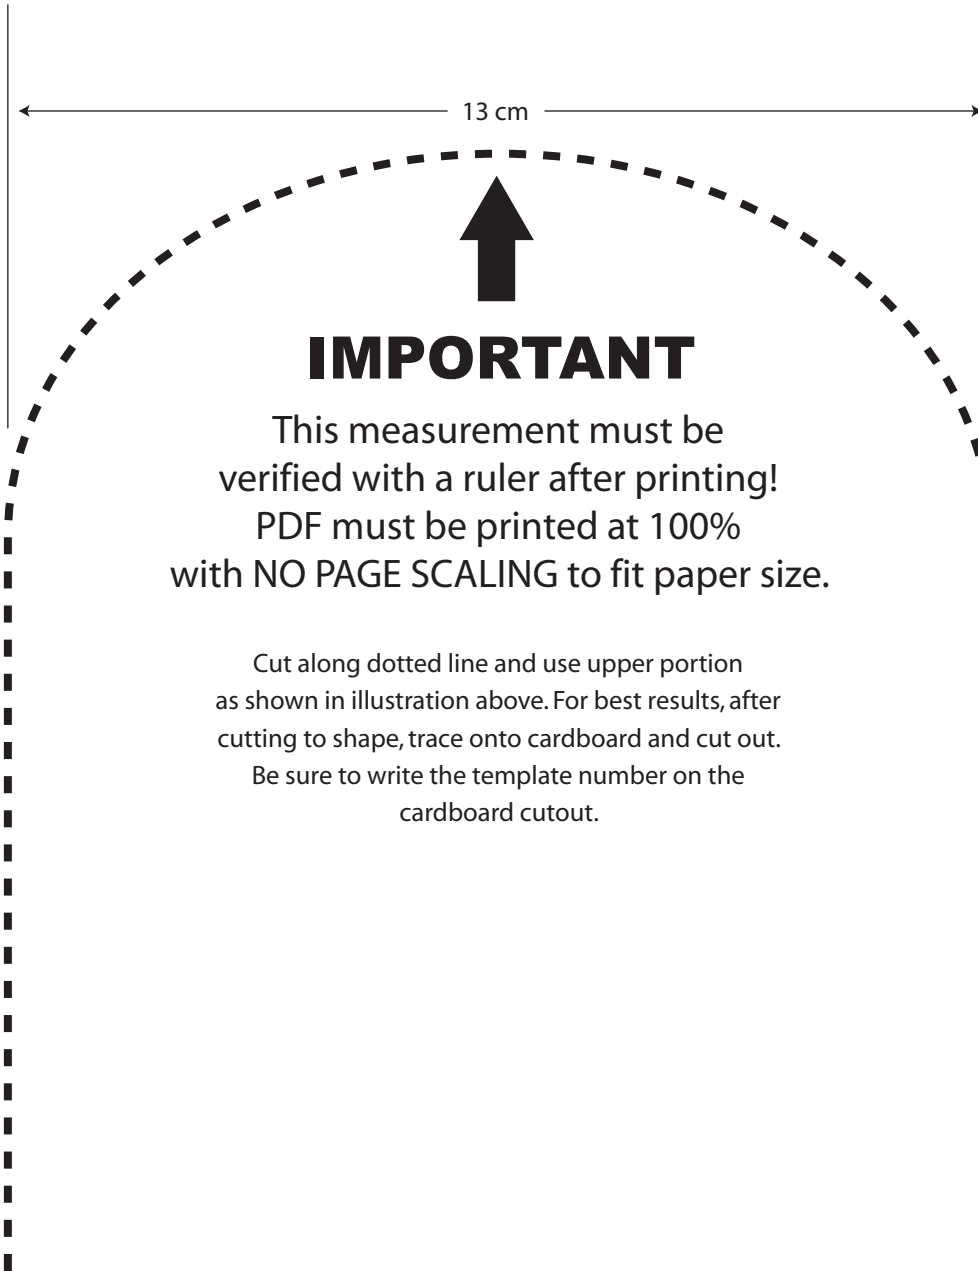 13 cm
IMPORTANT
This measurement must be
verified with a ruler after printing!
PDF must be printed at 100%
with NO PAGE SCALING to fit paper size.
Cut along dotted line and use upper portion
as shown in illustration above. For best results, after
cutting to shape, trace onto cardboard and cut out.
Be sure to write the template number on the
cardboard cutout.